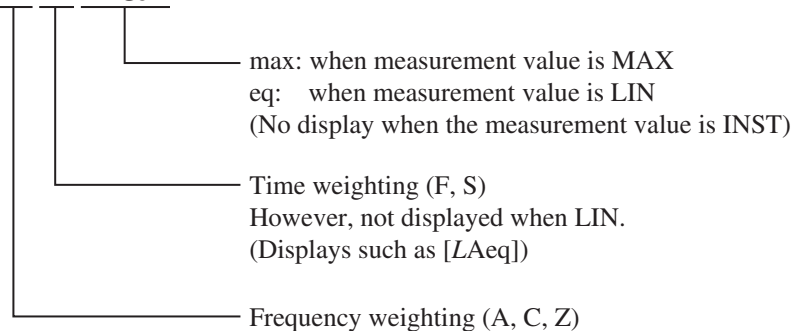 max: when measurement value is MAX
eq: when measurement value is LIN
(No display when the measurement value is INST)
Time weighting (F, S)
However, not displayed when LIN.
(Displays such as [LAeq])
Frequency weighting (A, C, Z)